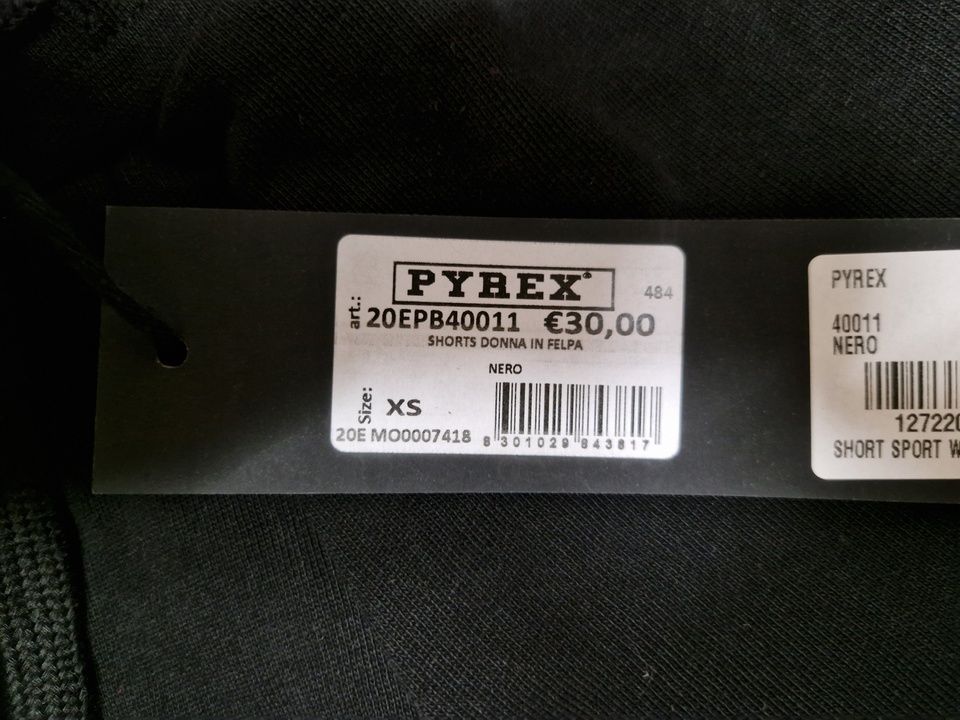 PYREX®
484
art.: 20EPB40011 €30,00
SHORTS DONNA IN FELPA
NERO
Size: XS
20E MO0007418
8 301029 843817
PYREX
40011
NERO
127220
SHORT SPORT W